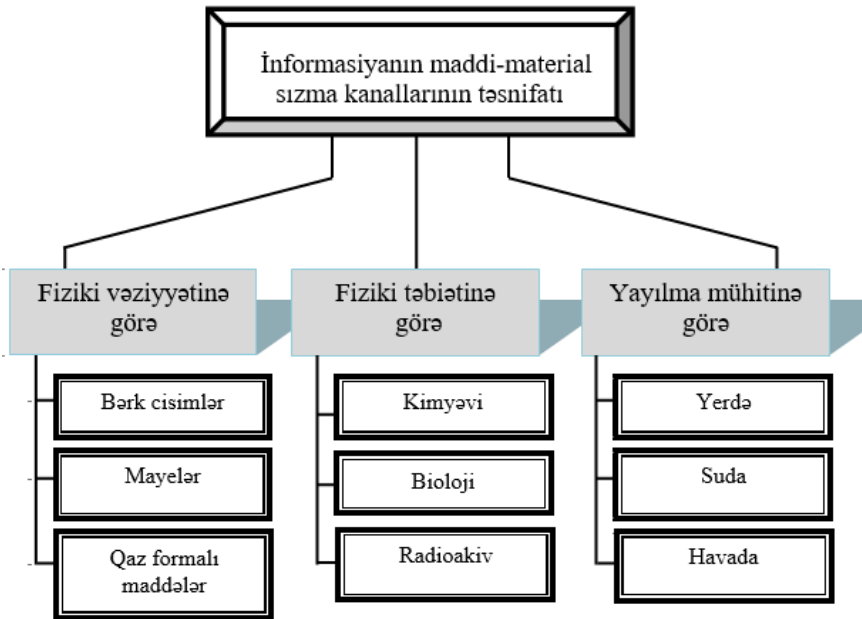 İnformasiyanın maddi-material
sızma kanallarının təsnifatı
Fiziki vəziyyətinə
görə
Fiziki təbiətinə
görə
Yayılma mühitinə
görə
Bərk cisimlər
Kimyəvi
Yerdə
Mayelər
Bioloji
Suda
Qaz formalı
maddələr
Radioakiv
Havada